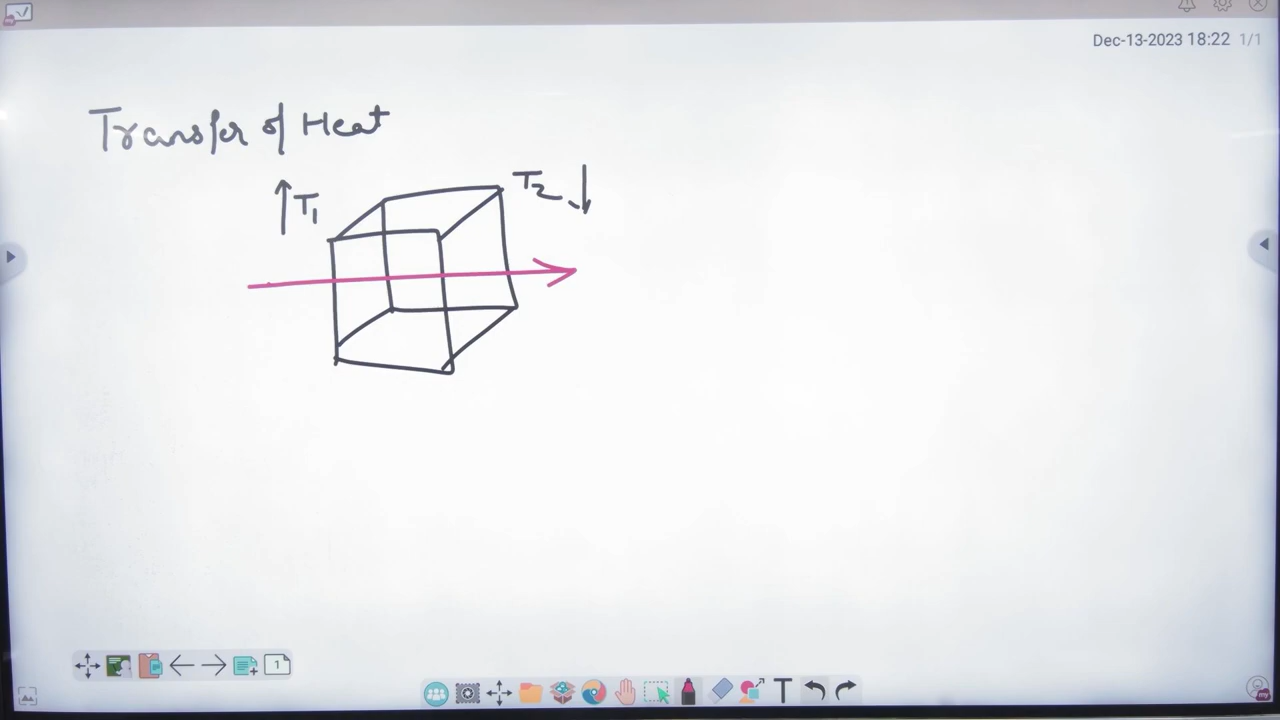 Dec-13-2023 18:22 1/1
Transfer of Heat
↑T1
T2↓
1
T